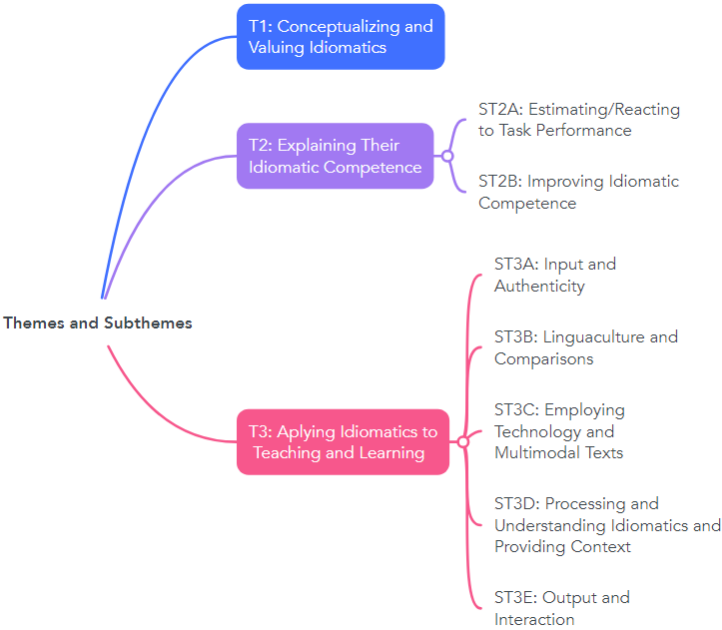 T1: Conceptualizing and
Valuing Idiomatics
T2: Explaining Their
Idiomatic Competence
ST2A: Estimating/Reacting
to Task Performance
ST2B: Improving Idiomatic
Competence
Themes and Subthemes
T3: Aplying Idiomatics to
Teaching and Learning
ST3A: Input and
Authenticity
ST3B: Linguaculture and
Comparisons
ST3C: Employing
Technology and
Multimodal Texts
ST3D: Processing and
Understanding Idiomatics and
Providing Context
ST3E: Output and
Interaction